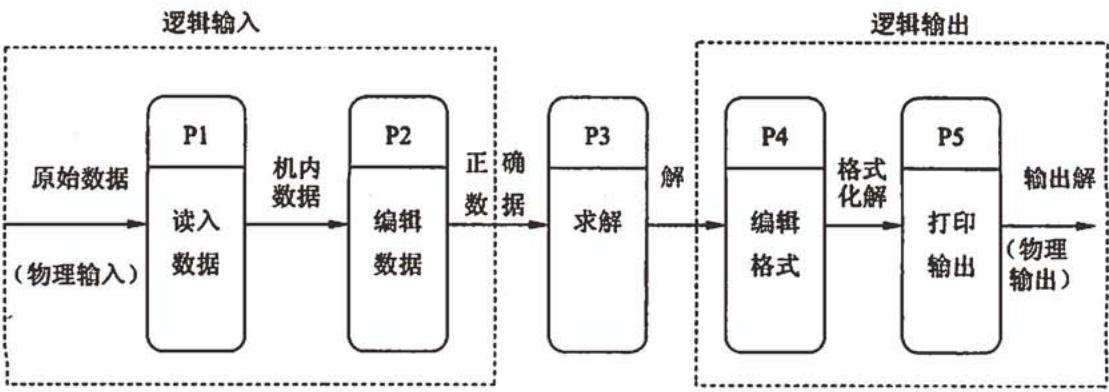 逻辑输入
逻辑输出
P1
P2
P3
P4
P5
原始数据
(物理输入)
读入
数据
机内
数据
编辑
数据
正确
数据
求解
解
编辑
格式
格式
化解
打印
输出
输出解
(物理
输出)